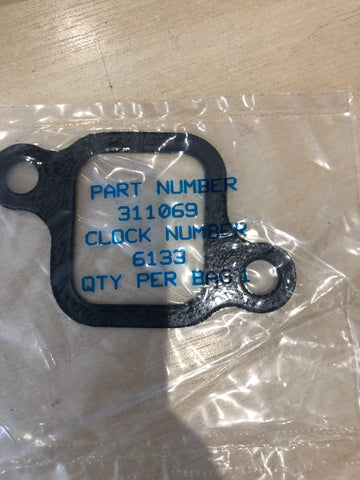 PART NUMBER
311069
CLOCK NUMBER
6133
QTY PER BAG 1